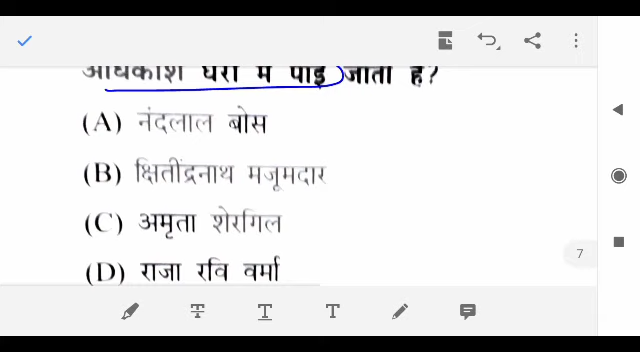 अधिकांश घरों में पाई जाती है?
(A) नंदलाल बोस
(B) क्षितींद्रनाथ मजूमदार
(C) अमृता शेरगिल
(D) राजा रवि वर्मा
7
T T T